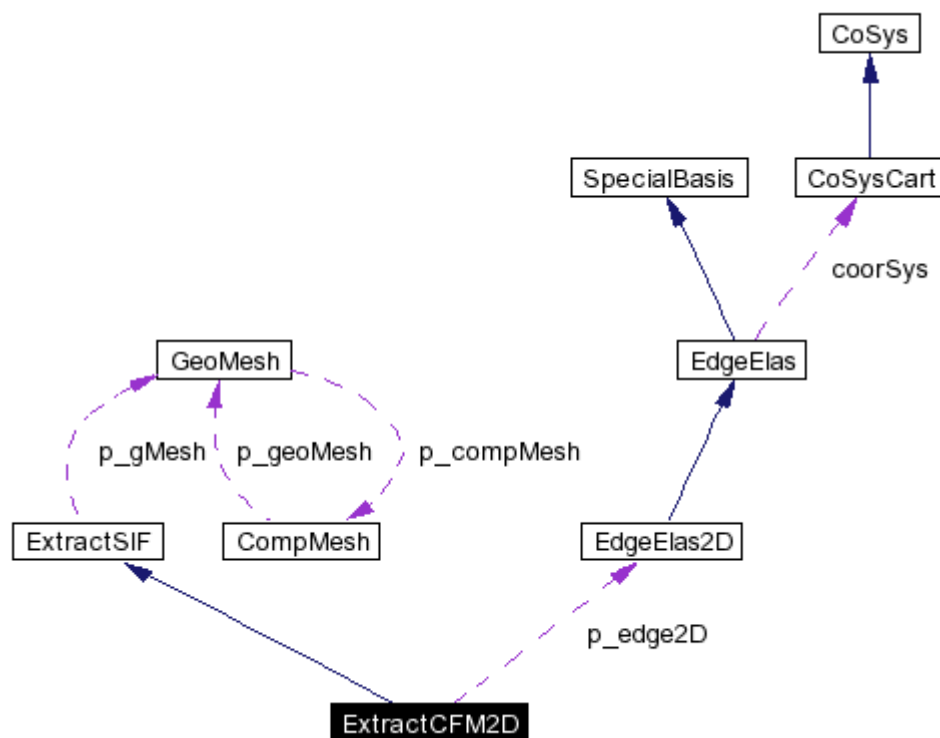 CoSys
SpecialBasis
CoSysCart
coorSys
GeoMesh
EdgeElas
p_gMesh
p_geoMesh
p_compMesh
ExtractSIF
CompMesh
EdgeElas2D
p_edge2D
ExtractCFM2D